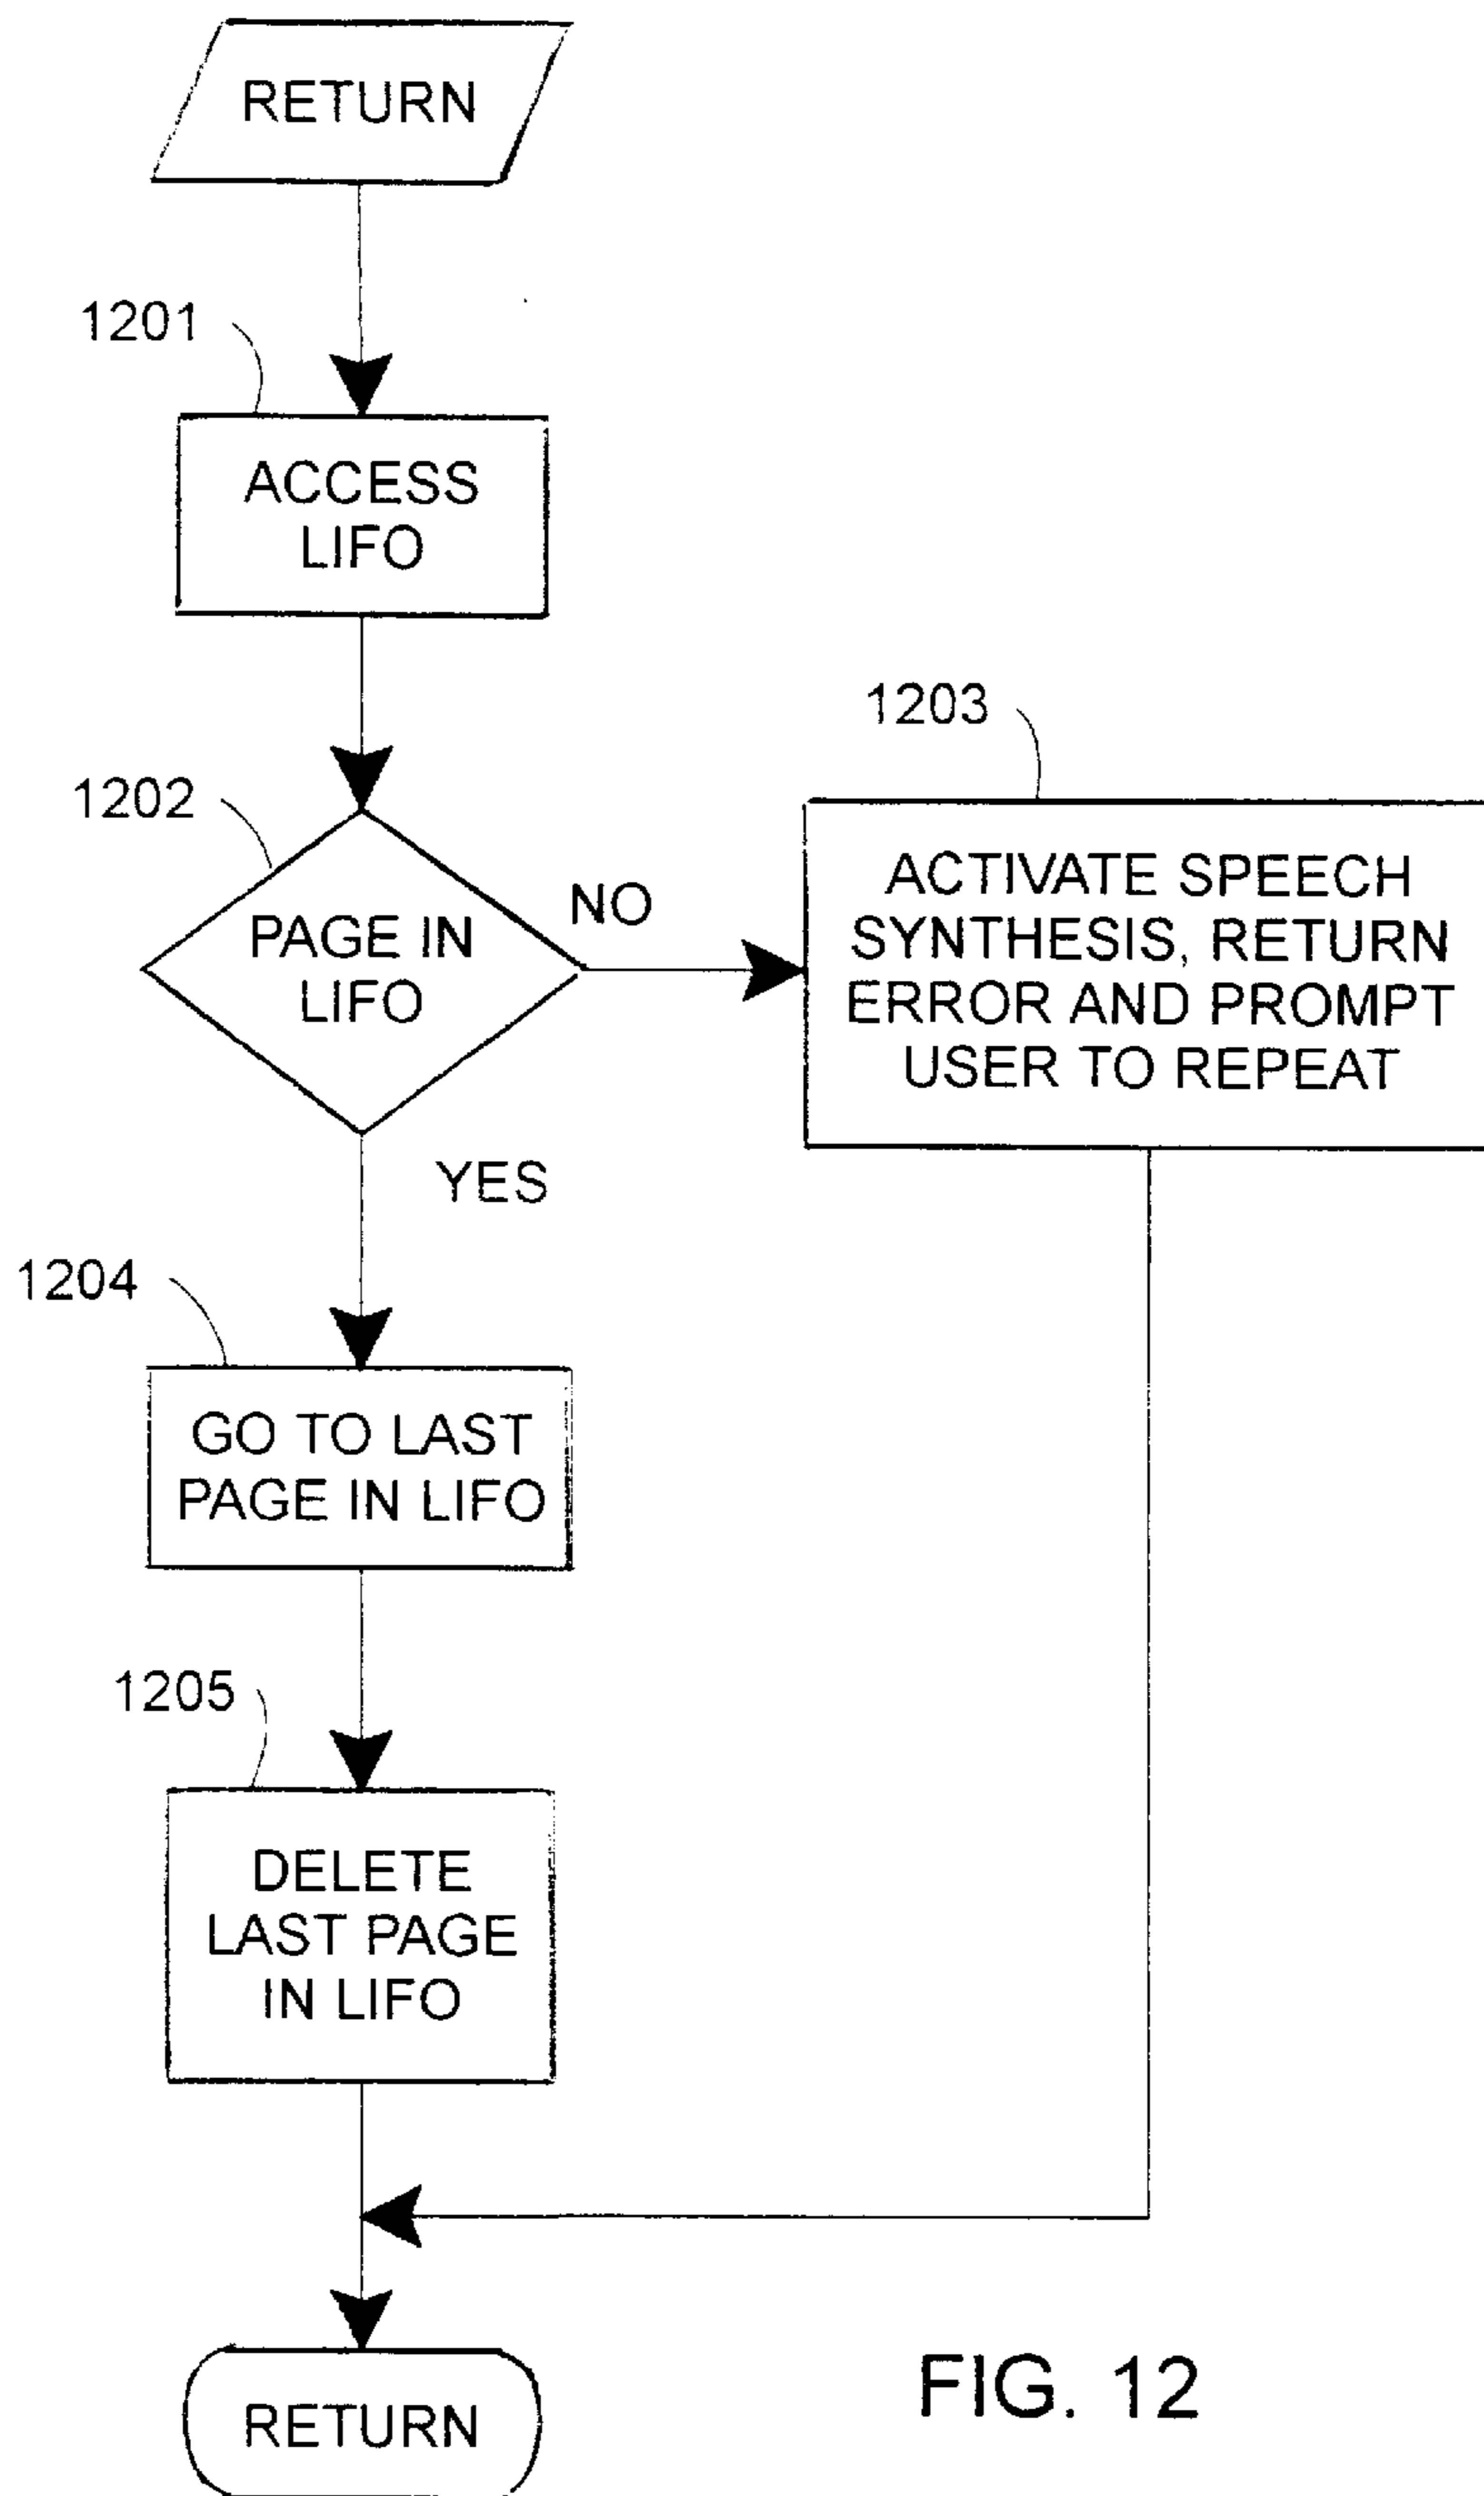 RETURN
1201
ACCESS
LIFO
1203
1202
PAGE IN
LIFO
NO
ACTIVATE SPEECH
SYNTHESIS, RETURN
ERROR AND PROMPT
USER TO REPEAT
YES
1204
GO TO LAST
PAGE IN LIFO
1205
DELETE
LAST PAGE
IN LIFO
RETURN
FIG. 12